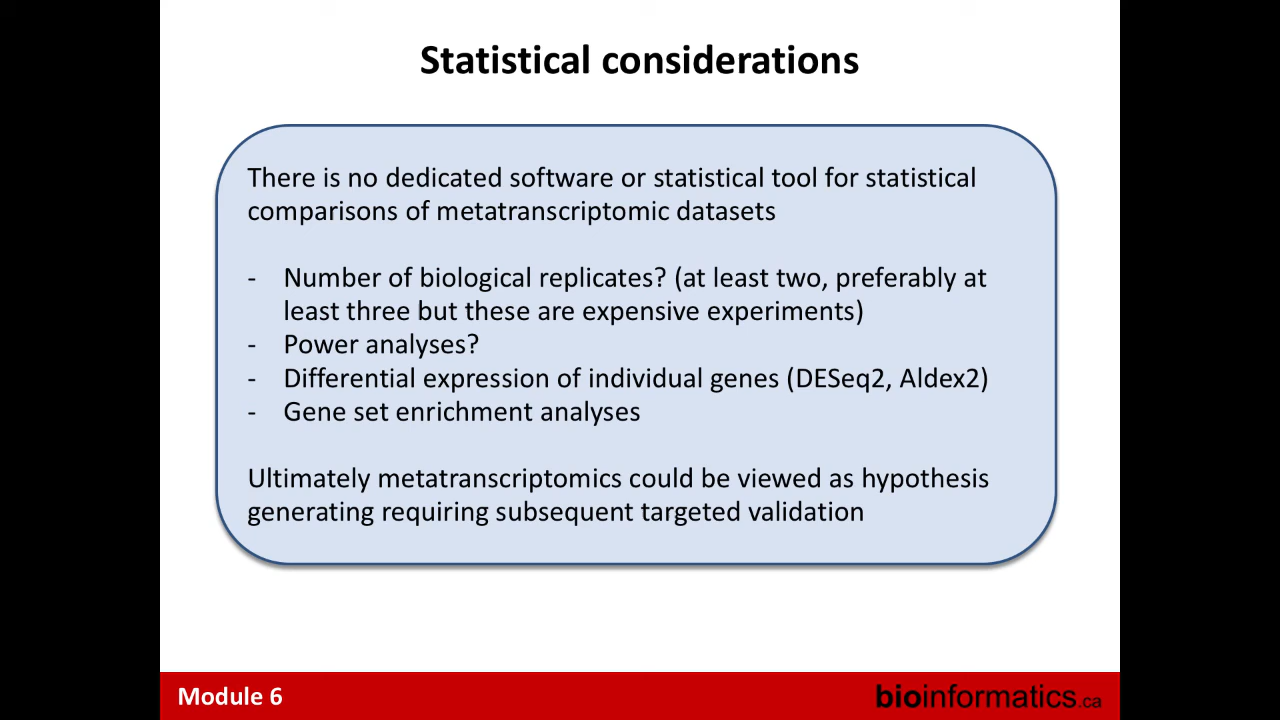 Statistical considerations
There is no dedicated software or statistical tool for statistical
comparisons of metatranscriptomic datasets
- Number of biological replicates? (at least two, preferably at
least three but these are expensive experiments)
- Power analyses?
- Differential expression of individual genes (DESeq2, Aldex2)
- Gene set enrichment analyses
Ultimately metatranscriptomics could be viewed as hypothesis
generating requiring subsequent targeted validation
Module 6
bioinformatics.ca